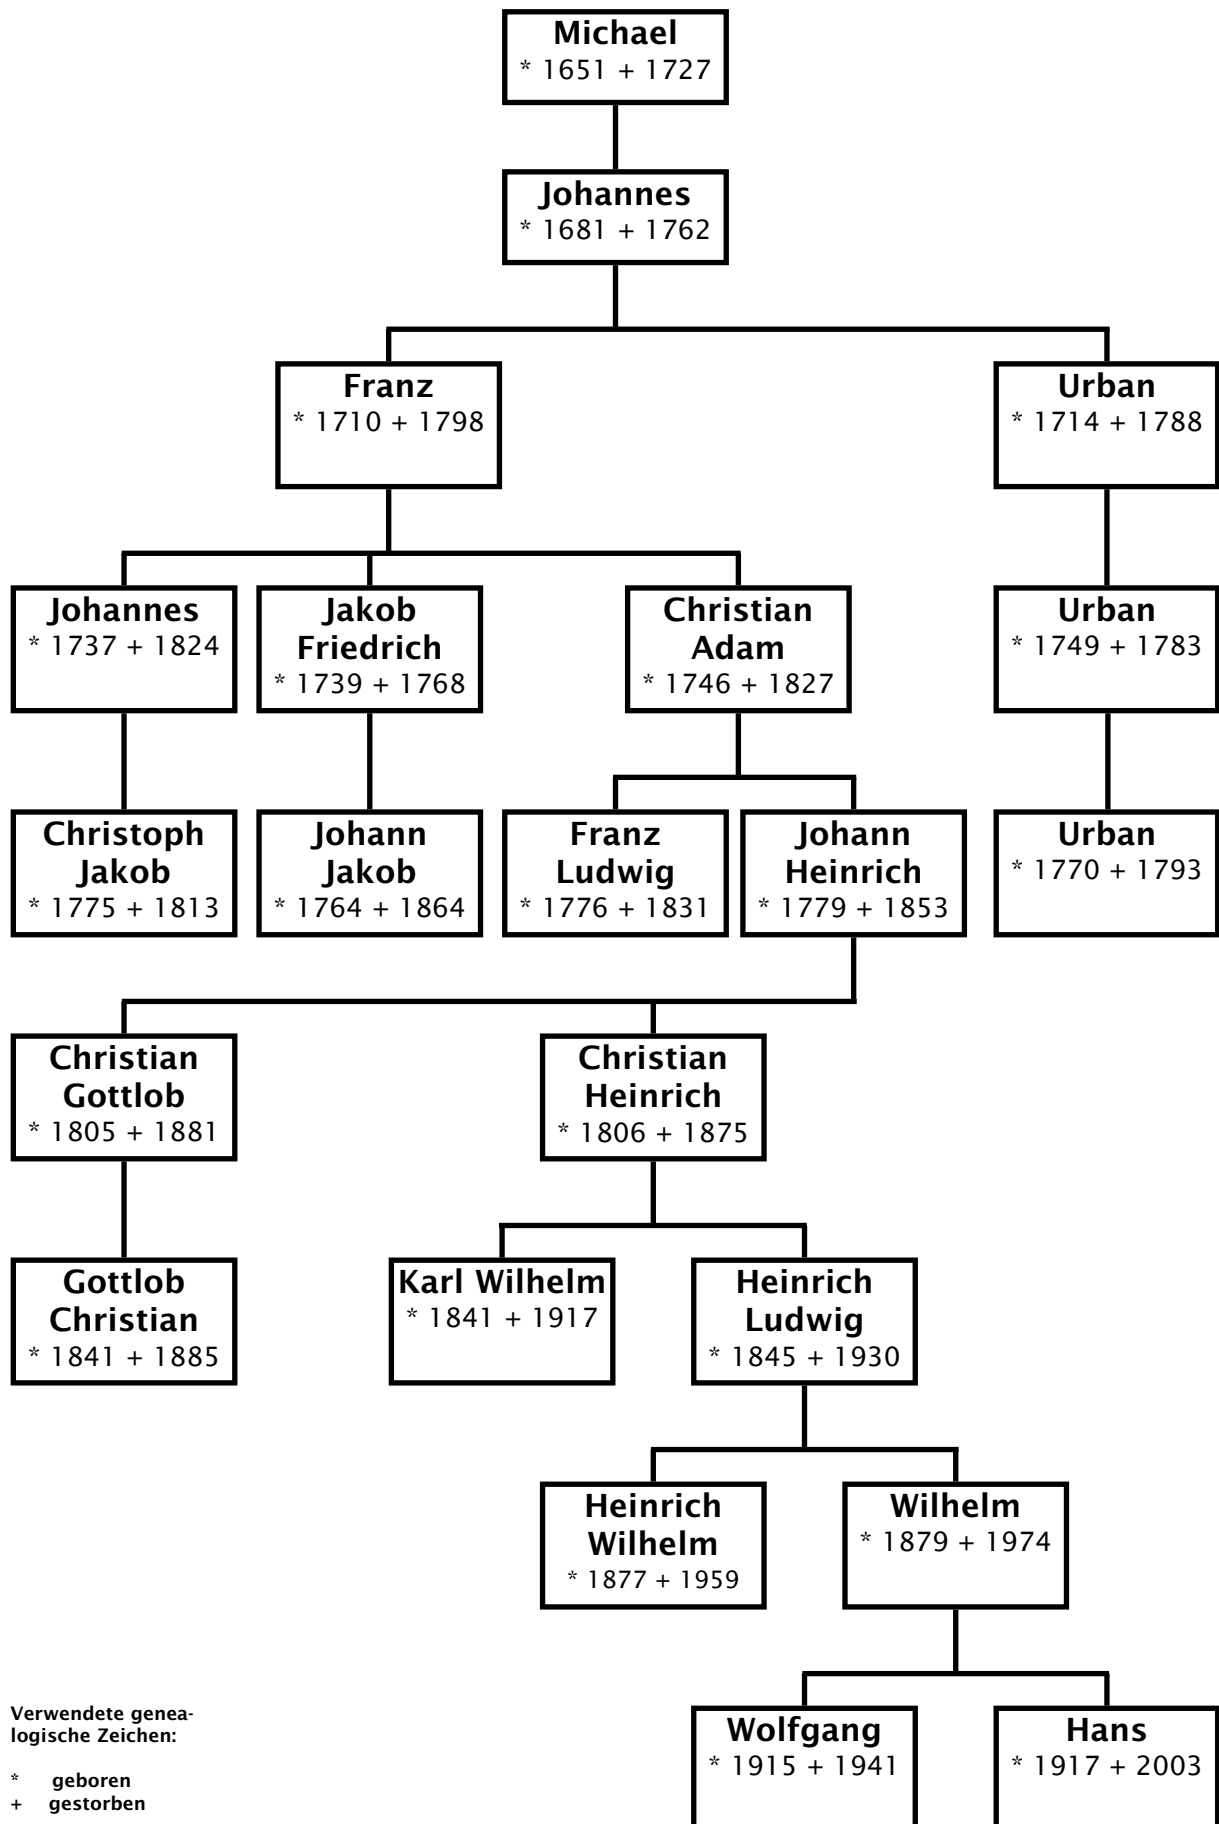 Michael
* 1651 + 1727
Johannes
* 1681 + 1762
Franz
* 1710 + 1798
Urban
* 1714 + 1788
Johannes
* 1737 + 1824
Jakob
Friedrich
* 1739 + 1768
Christian
Adam
* 1746 + 1827
Urban
* 1749 + 1783
Christoph
Jakob
* 1775 + 1813
Johann
Jakob
* 1764 + 1864
Franz
Ludwig
* 1776 + 1831
Johann
Heinrich
* 1779 + 1853
Urban
* 1770 + 1793
Christian
Gottlob
* 1805 + 1881
Christian
Heinrich
* 1806 + 1875
Gottlob
Christian
* 1841 + 1885
Karl Wilhelm
* 1841 + 1917
Heinrich
Ludwig
* 1845 + 1930
Heinrich
Wilhelm
* 1877 + 1959
Wilhelm
* 1879 + 1974
Wolfgang
* 1915 + 1941
Hans
* 1917 + 2003
Verwendete genea-
logische Zeichen:
* geboren
+ gestorben